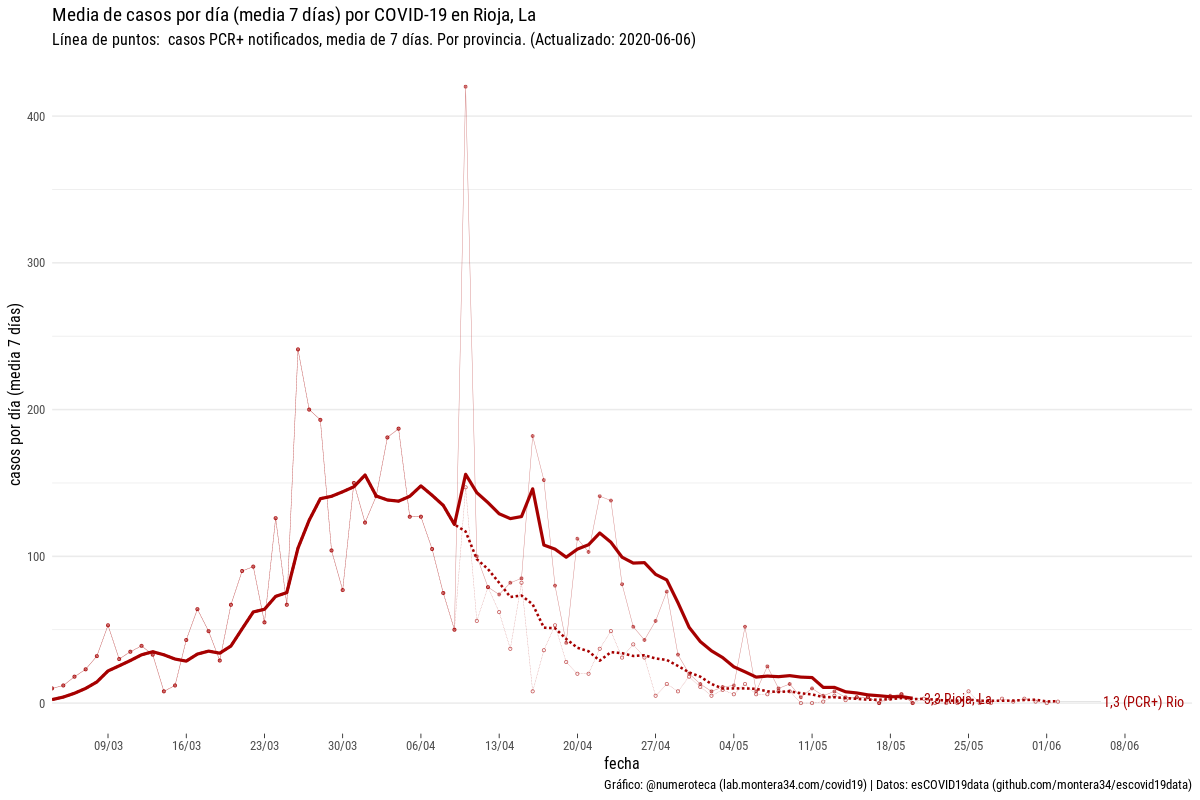 Media de casos por día (media 7 días) por COVID-19 en Rioja, La
Línea de puntos:  casos PCR+ notificados, media de 7 días. Por provincia. (Actualizado: 2020-06-06)
casos por día (media 7 días)
400
300
200
100
0
3,3 Rioja, La
1,3 (PCR+) Rio
09/03 16/03 23/03 30/03 06/04 13/04 20/04 27/04 04/05 11/05 18/05 25/05 01/06 08/06
fecha
Gráfico: @numeroteca (lab.montera34.com/covid19) | Datos: esCOVID19data (github.com/montera34/escovid19data)